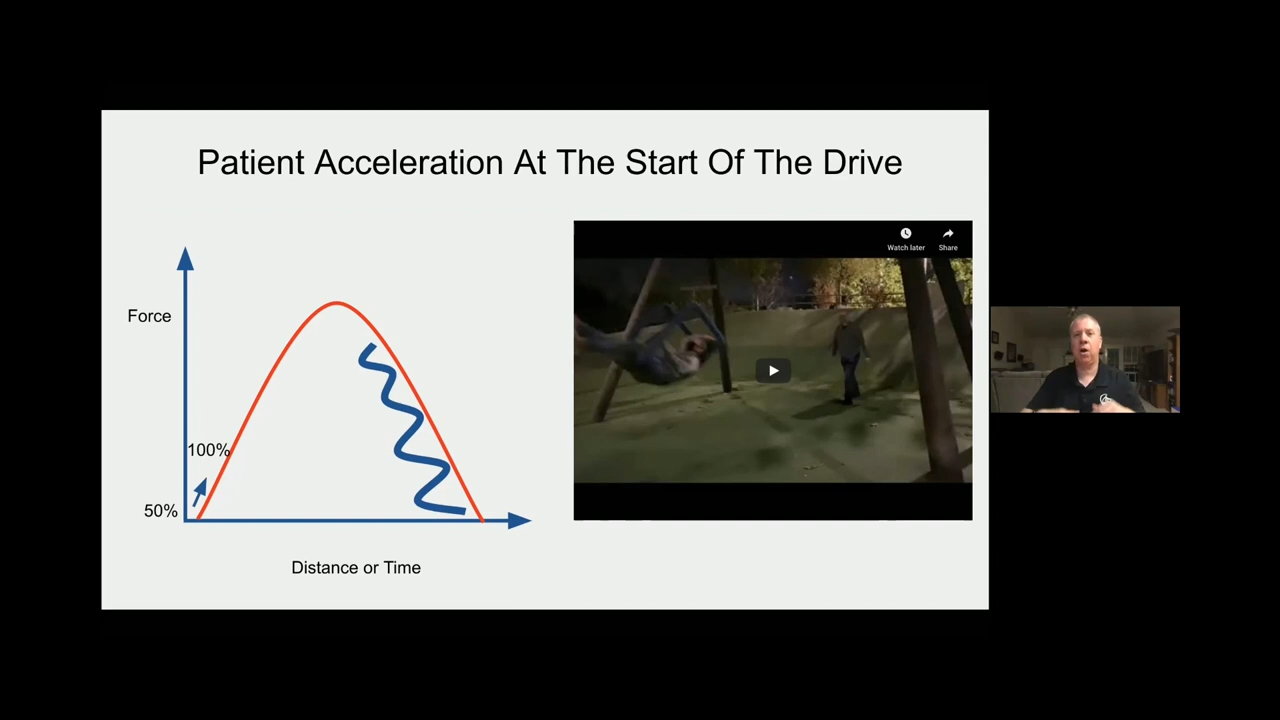 Patient Acceleration At The Start Of The Drive
Force
100%
50%
Distance or Time
Watch later
Share